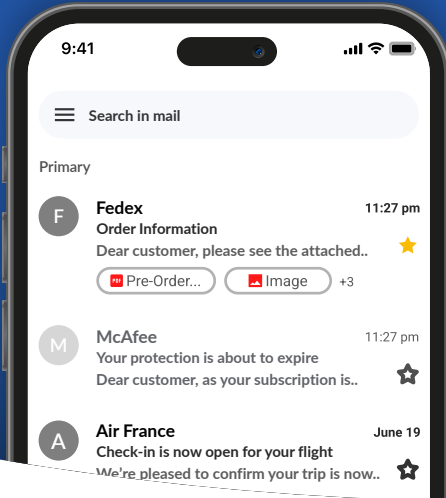 9:41
Search in mail
Primary
F
Fedex
11:27 pm
Order Information
Dear customer, please see the attached..
PDF
Pre-Order...
Image
+3
M
McAfee
11:27 pm
Your protection is about to expire
Dear customer, as your subscription is..
A
Air France
June 19
Check-in is now open for your flight
We're pleased to confirm your trip is now..